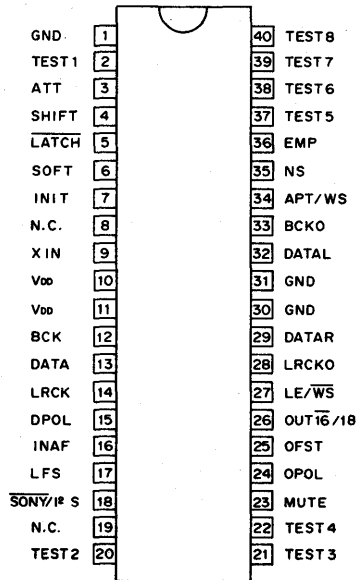 GND 1 40 TEST8
TEST1 2 39 TEST7
ATT 3 38 TEST6
SHIFT 4 37 TEST5
L̅A̅T̅C̅H̅ 5 36 EMP
SOFT 6 35 NS
INIT 7 34 APT/WS
N.C. 8 33 BCKO
XIN 9 32 DATAL
VDD 10 31 GND
VDD 11 30 GND
BCK 12 29 DATAR
DATA 13 28 LRCKO
LRCK 14 27 LE/W̅S̅
DPOL 15 26 OUT1̅6̅/18
INAF 16 25 OFST
LFS 17 24 OPOL
S̅O̅N̅Y̅/I² S 18 23 MUTE
N.C. 19 22 TEST4
TEST2 20 21 TEST3